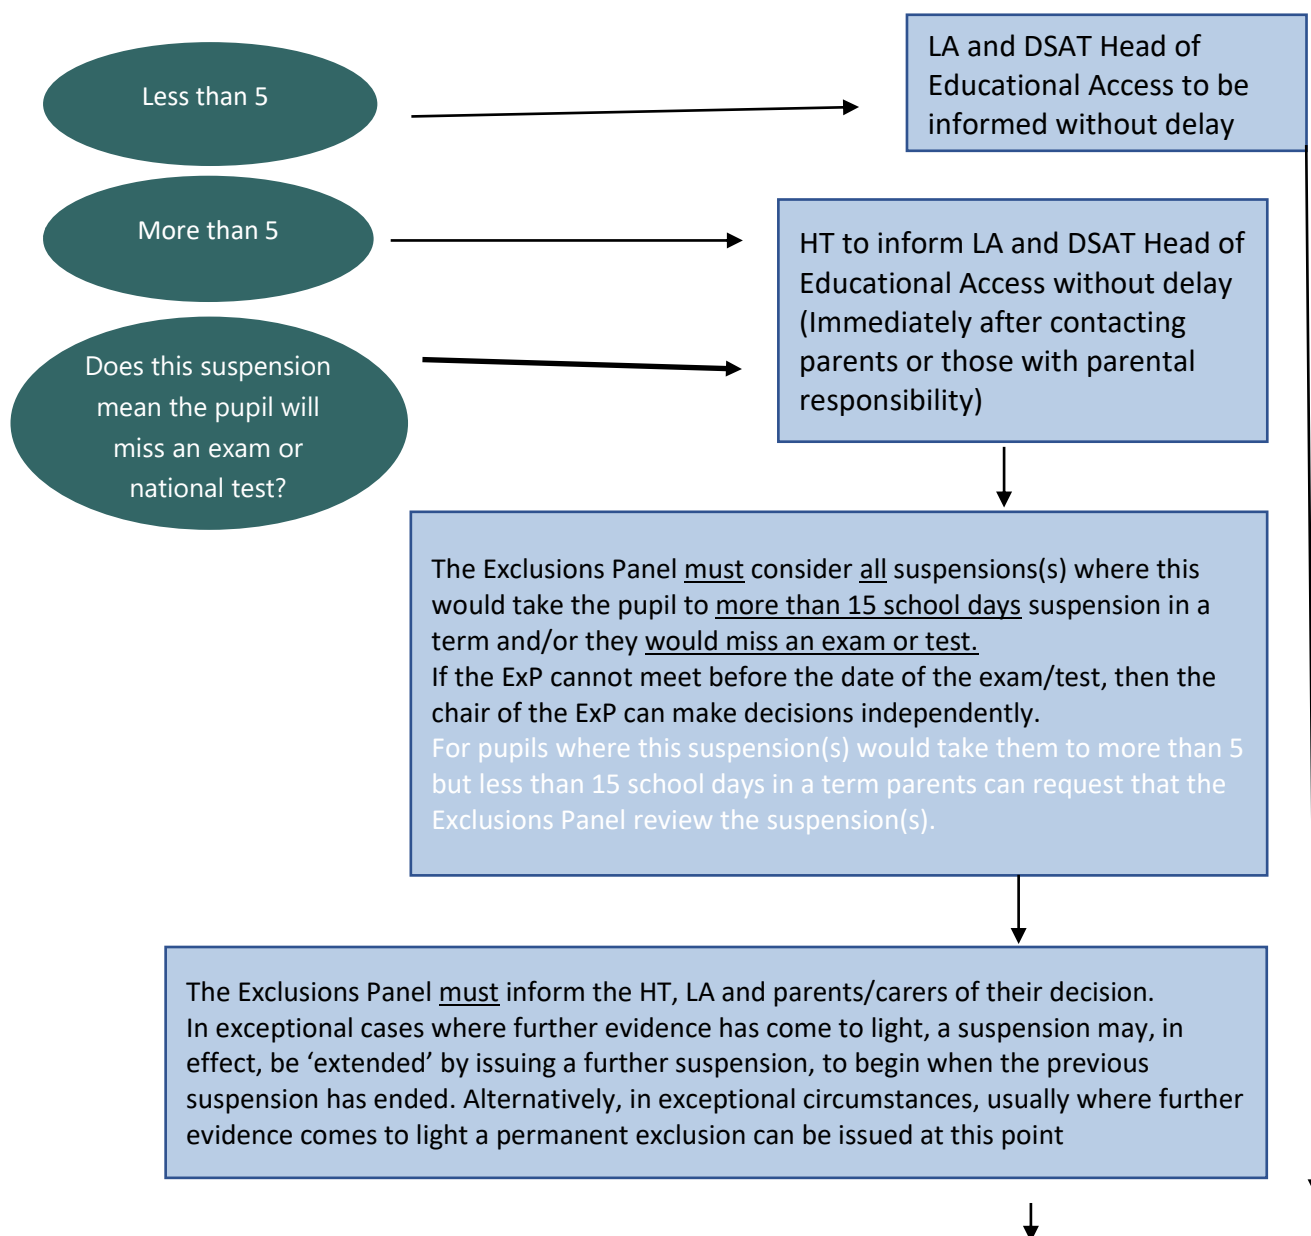 Less than 5
LA and DSAT Head of
Educational Access to be
informed without delay
More than 5
HT to inform LA and DSAT Head of
Educational Access without delay
(Immediately after contacting
parents or those with parental
responsibility)
Does this suspension
mean the pupil will
miss an exam or
national test?
The Exclusions Panel must consider all suspensions(s) where this
would take the pupil to more than 15 school days suspension in a
term and/or they would miss an exam or test.
If the ExP cannot meet before the date of the exam/test, then the
chair of the ExP can make decisions independently.
For pupils where this suspension(s) would take them to more than 5
but less than 15 school days in a term parents can request that the
Exclusions Panel review the suspension(s).
The Exclusions Panel must inform the HT, LA and parents/carers of their decision.
In exceptional cases where further evidence has come to light, a suspension may, in
effect, be ‘extended’ by issuing a further suspension, to begin when the previous
suspension has ended. Alternatively, in exceptional circumstances, usually where further
evidence comes to light a permanent exclusion can be issued at this point